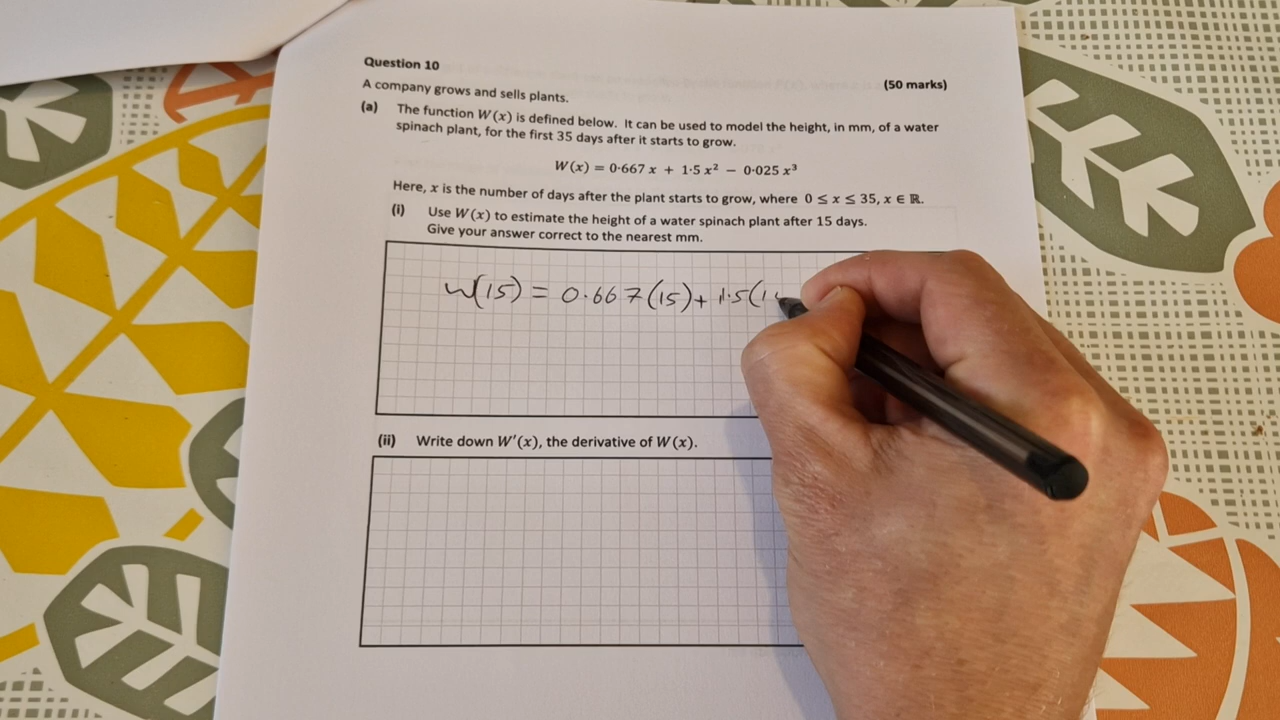 Question 10
(50 marks)
A company grows and sells plants.
(a) The function W(x) is defined below. It can be used to model the height, in mm, of a water
spinach plant, for the first 35 days after it starts to grow.
W(x) = 0·667 x + 1·5 x² − 0·025 x³
Here, x is the number of days after the plant starts to grow, where 0 ≤ x ≤ 35, x ∈ ℝ.
(i) Use W(x) to estimate the height of a water spinach plant after 15 days.
Give your answer correct to the nearest mm.
W(15) = 0.667(15)+ 1.5(1
(ii) Write down W′(x), the derivative of W(x).